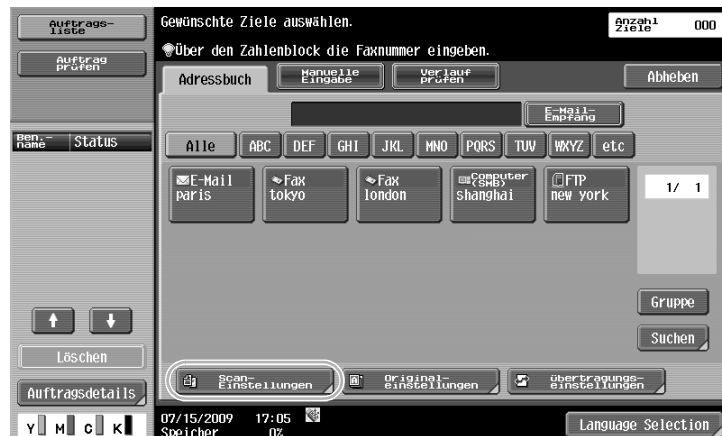 Auftrags-
liste
Auftrag
prüfen
Ben.-
name
Status
Löschen
Auftragsdetails
Y M C K
Gewünschte Ziele auswählen.
Anzahl
Ziele
000
Über den Zahlenblock die Faxnummer eingeben.
Adressbuch
Manuelle
Eingabe
Verlauf
prüfen
Abheben
E-Mail-
Empfang
Alle ABC DEF GHI JKL MNO PQRS TUV WXYZ etc
E-Mail
paris
Fax
tokyo
Fax
london
Computer
(SMB)
shanghai
FTP
new york
1/ 1
Gruppe
Suchen
Scan-
Einstellungen
Original-
einstellungen
übertragungs-
einstellungen
07/15/2009 17:05
Speicher 0%
Language Selection